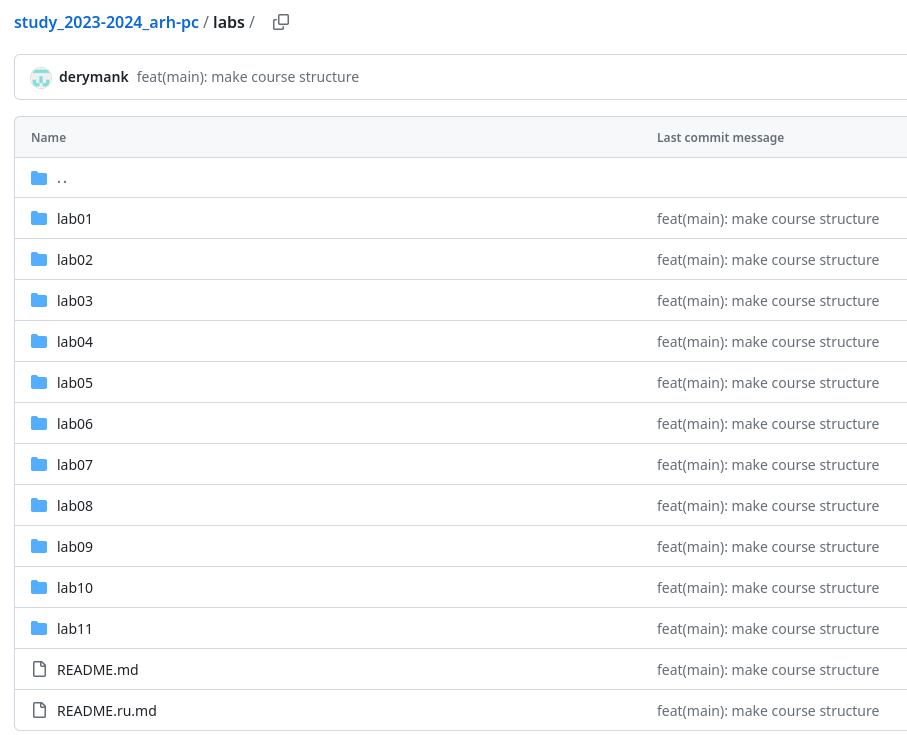 study_2023-2024_arh-pc / labs /
derymank feat(main): make course structure
Name Last commit message
..
lab01 feat(main): make course structure
lab02 feat(main): make course structure
lab03 feat(main): make course structure
lab04 feat(main): make course structure
lab05 feat(main): make course structure
lab06 feat(main): make course structure
lab07 feat(main): make course structure
lab08 feat(main): make course structure
lab09 feat(main): make course structure
lab10 feat(main): make course structure
lab11 feat(main): make course structure
README.md feat(main): make course structure
README.ru.md feat(main): make course structure